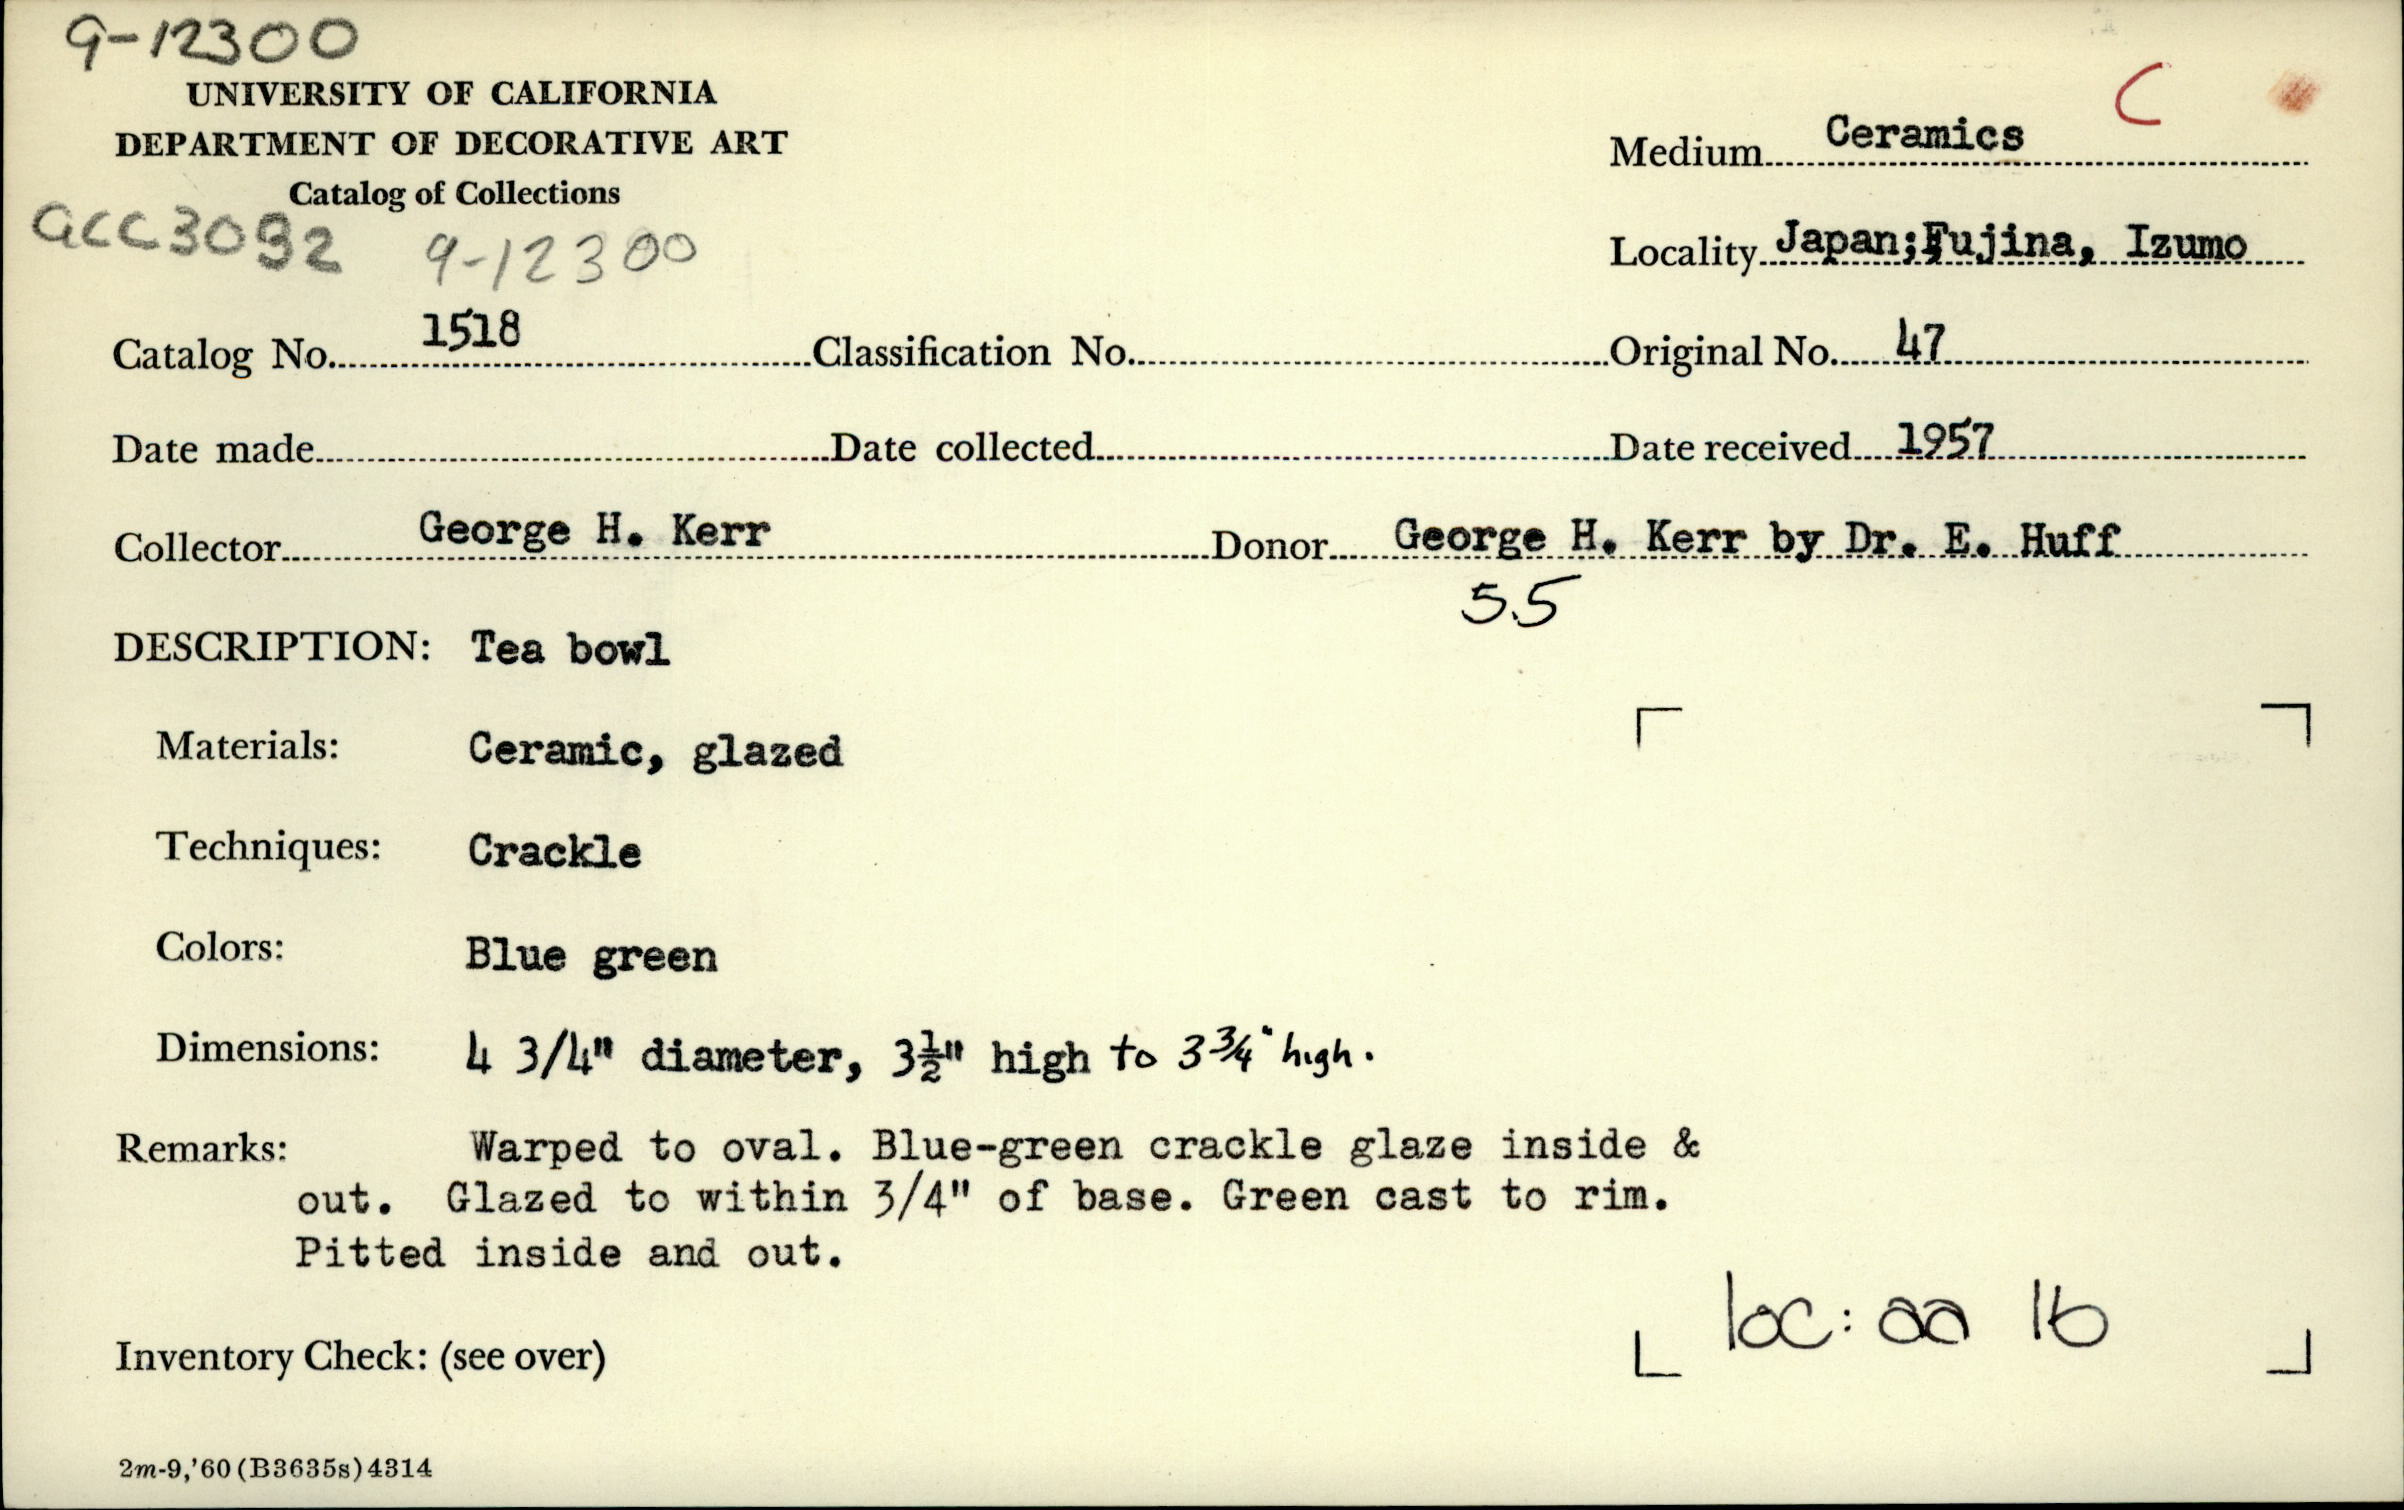 9-12300
UNIVERSITY OF CALIFORNIA
DEPARTMENT OF DECORATIVE ART
Catalog of Collections
acc3092 9-12300
C
Medium Ceramics
Locality Japan; Fujina, Izumo
Catalog No. 1518 Classification No. Original No. 47
Date made Date collected Date received 1957
Collector George H. Kerr Donor George H. Kerr by Dr. E. Huff
5.5
DESCRIPTION: Tea bowl
Materials: Ceramic, glazed
Techniques: Crackle
Colors: Blue green
Dimensions: 4 3/4" diameter, 3½" high to 3¾" high.
Remarks: Warped to oval. Blue-green crackle glaze inside &
out. Glazed to within 3/4" of base. Green cast to rim.
Pitted inside and out.
loc: aa 16
Inventory Check: (see over)
2m-9,'60 (B3635s) 4314